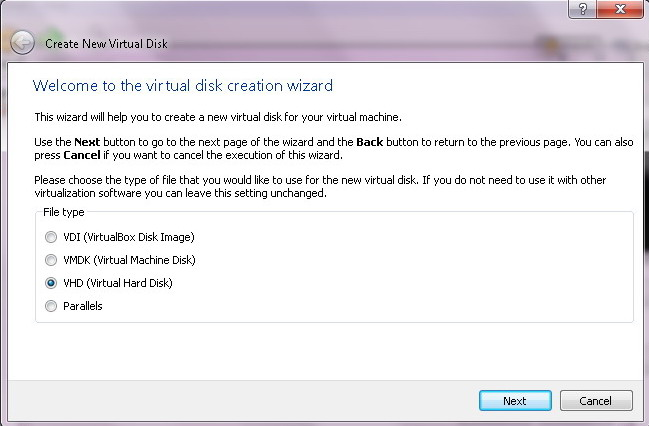 Create New Virtual Disk
Welcome to the virtual disk creation wizard
This wizard will help you to create a new virtual disk for your virtual machine.
Use the Next button to go to the next page of the wizard and the Back button to return to the previous page. You can also
press Cancel if you want to cancel the execution of this wizard.
Please choose the type of file that you would like to use for the new virtual disk. If you do not need to use it with other
virtualization software you can leave this setting unchanged.
File type
VDI (VirtualBox Disk Image)
VMDK (Virtual Machine Disk)
VHD (Virtual Hard Disk)
Parallels
Next Cancel